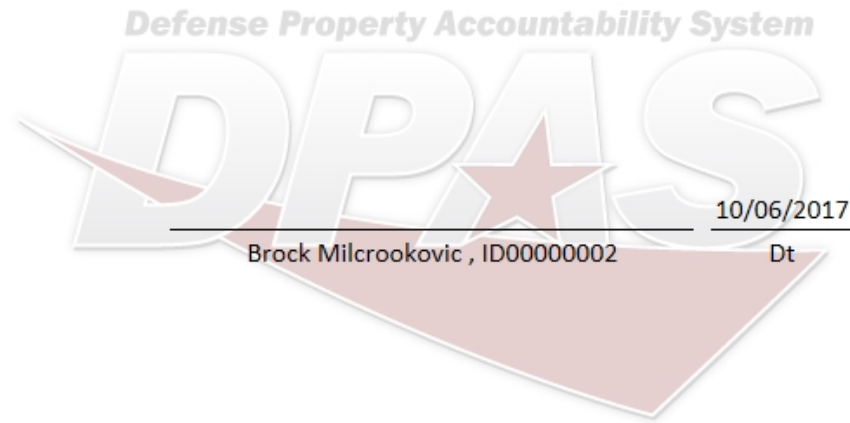 Defense Property Accountability System
DPAS
10/06/2017
Brock Milcrookovic , ID00000002 Dt